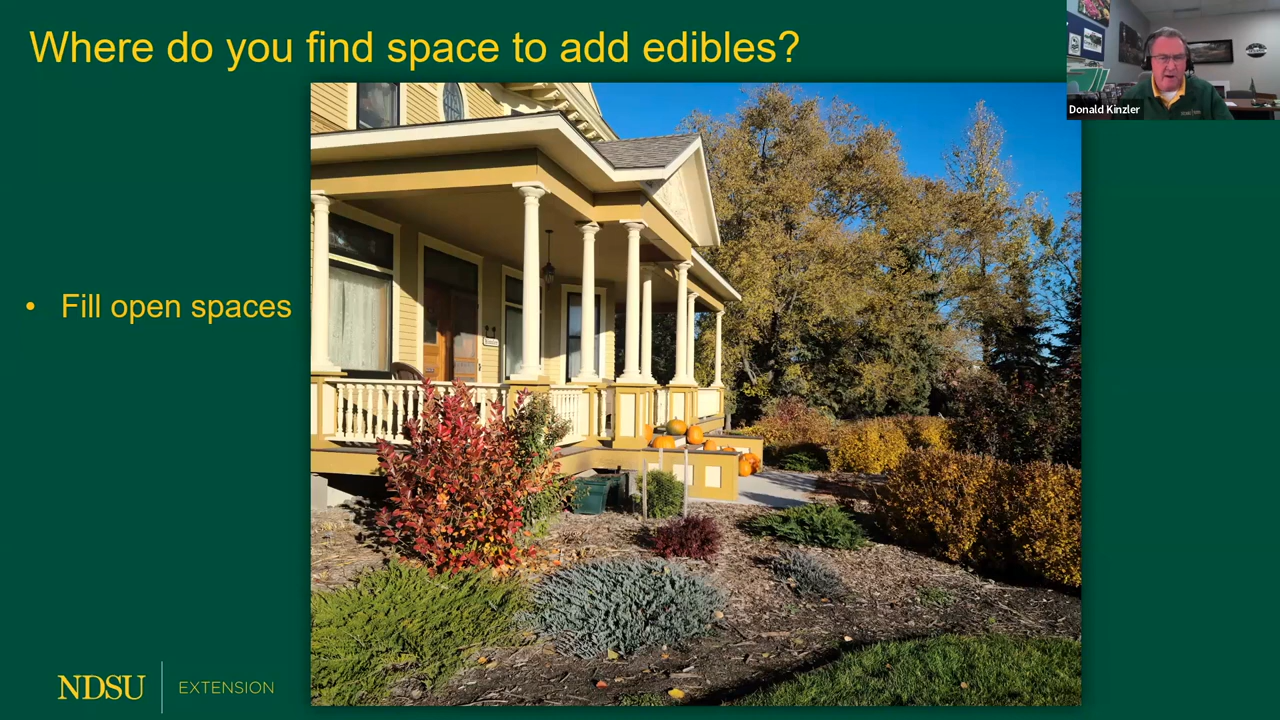 Where do you find space to add edibles?
Donald Kinzler
• Fill open spaces
NDSU EXTENSION